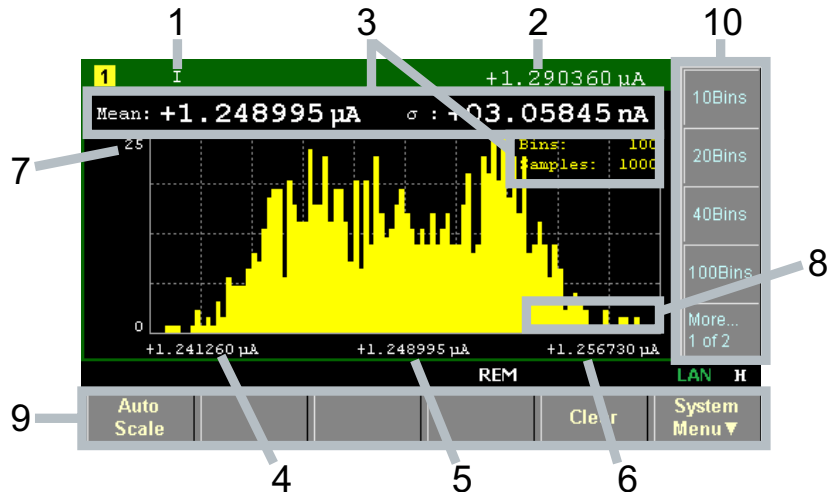 1 3 2 10
1 I +1.290360 µA
Mean: +1.248995 µA σ : +03.05845 nA
10Bins
25
Bins: 100
Samples: 1000
20Bins
7
40Bins
8
100Bins
0
More...
1 of 2
+1.241260 µA +1.248995 µA +1.256730 µA
REM LAN H
9
Auto
Scale
Clear
System
Menu▼
4 5 6